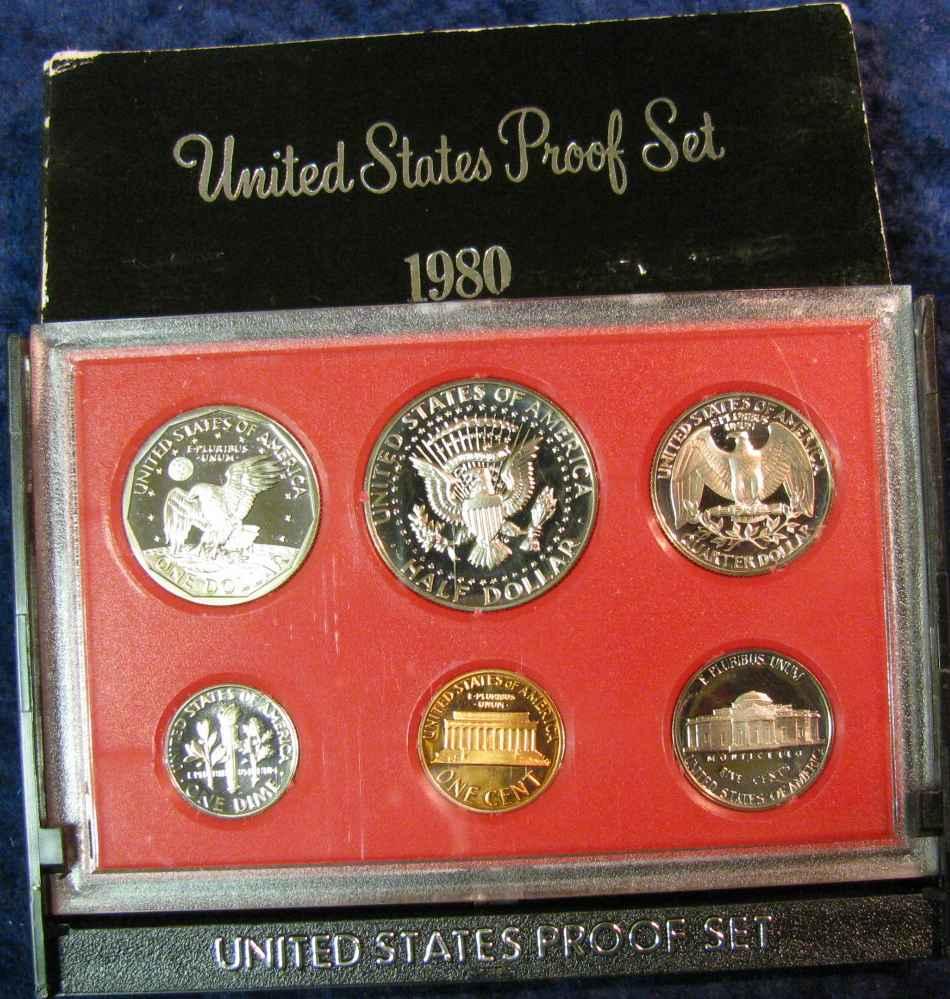 United States Proof Set
1980
UNITED STATES OF AMERICA
E·PLURIBUS
·UNUM·
ONE DOLLAR
UNITED STATES OF AMERICA
HALF DOLLAR
UNITED STATES OF AMERICA
E·PLURIBUS
UNUM
QUARTER DOLLAR
UNITED STATES OF AMERICA
E PLURIBUS UNUM
ONE DIME
UNITED STATES OF AMERICA
E·PLURIBUS
·UNUM·
ONE CENT
E PLURIBUS UNUM
MONTICELLO
FIVE CENTS
UNITED STATES OF AMERICA
UNITED STATES PROOF SET